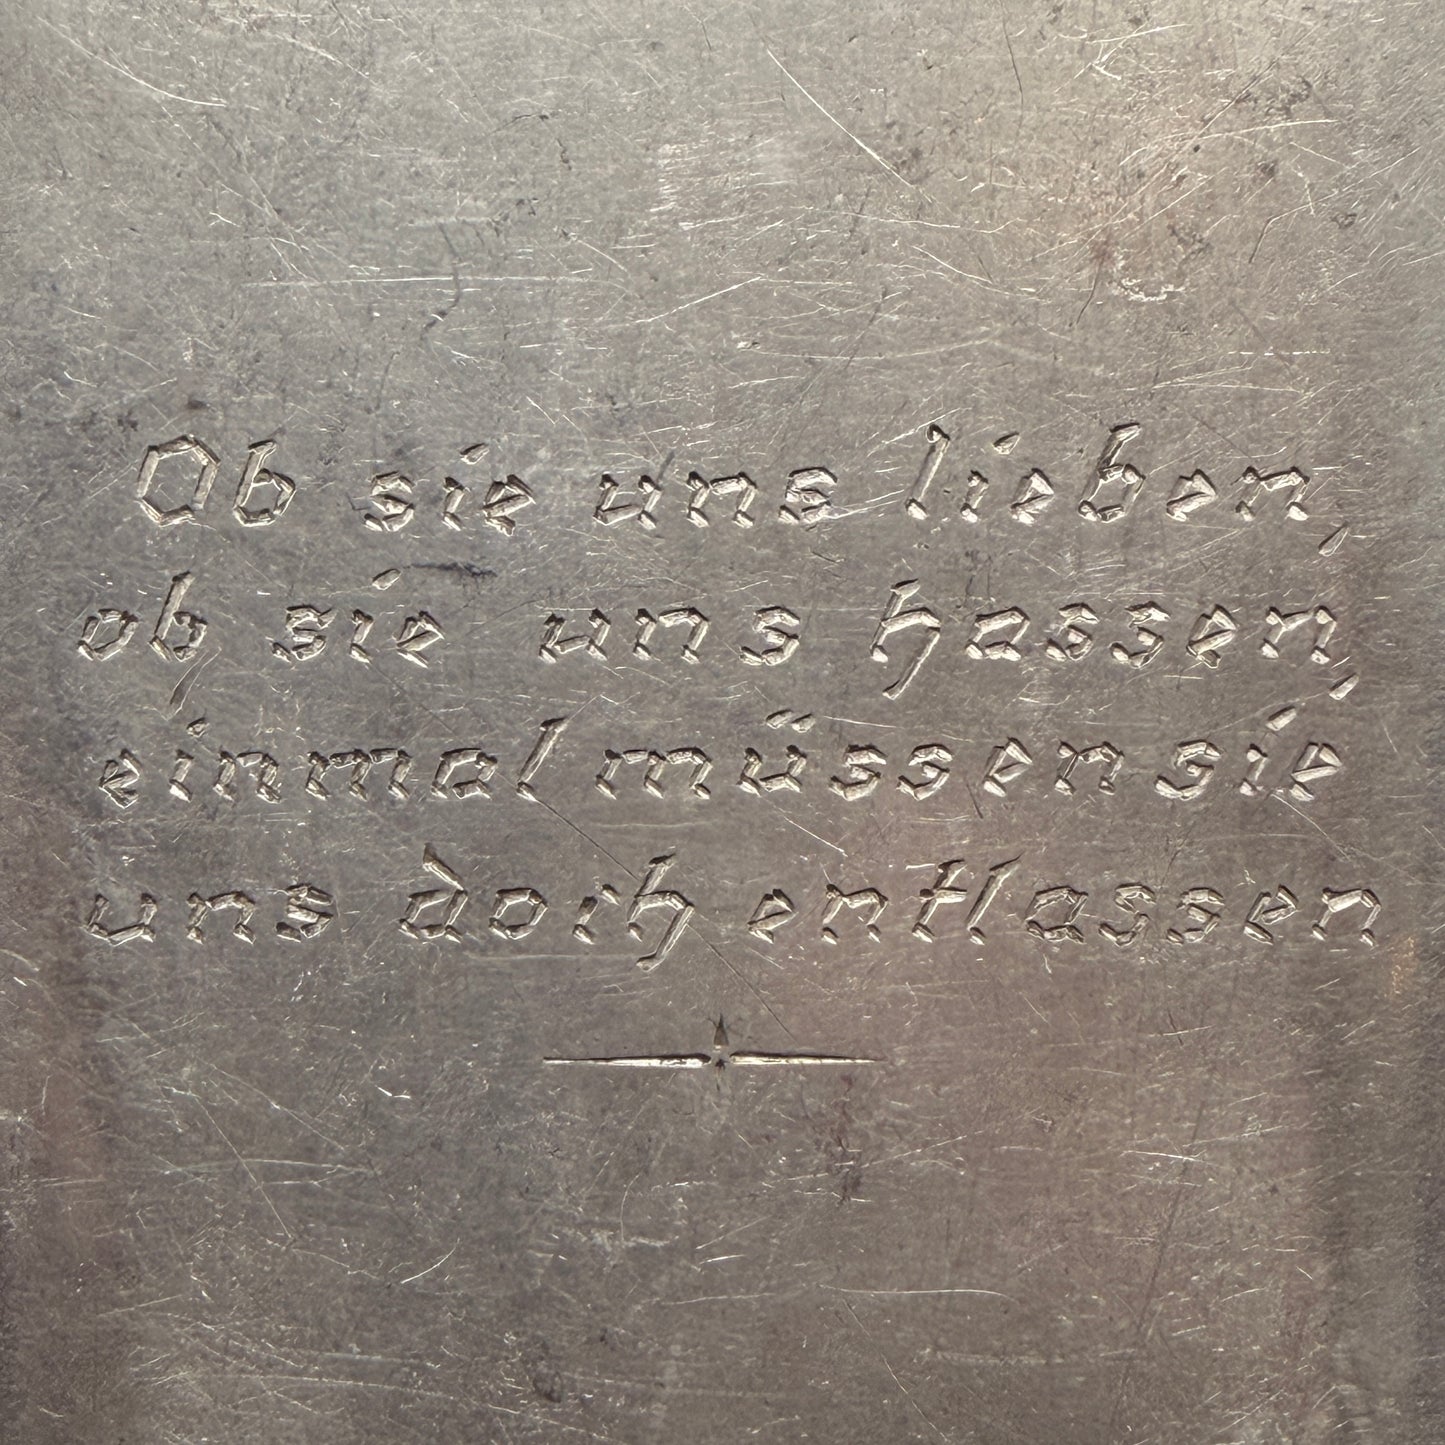 Ob sie uns lieben,
ob sie uns hassen,
einmal müssen sie
uns doch entlassen